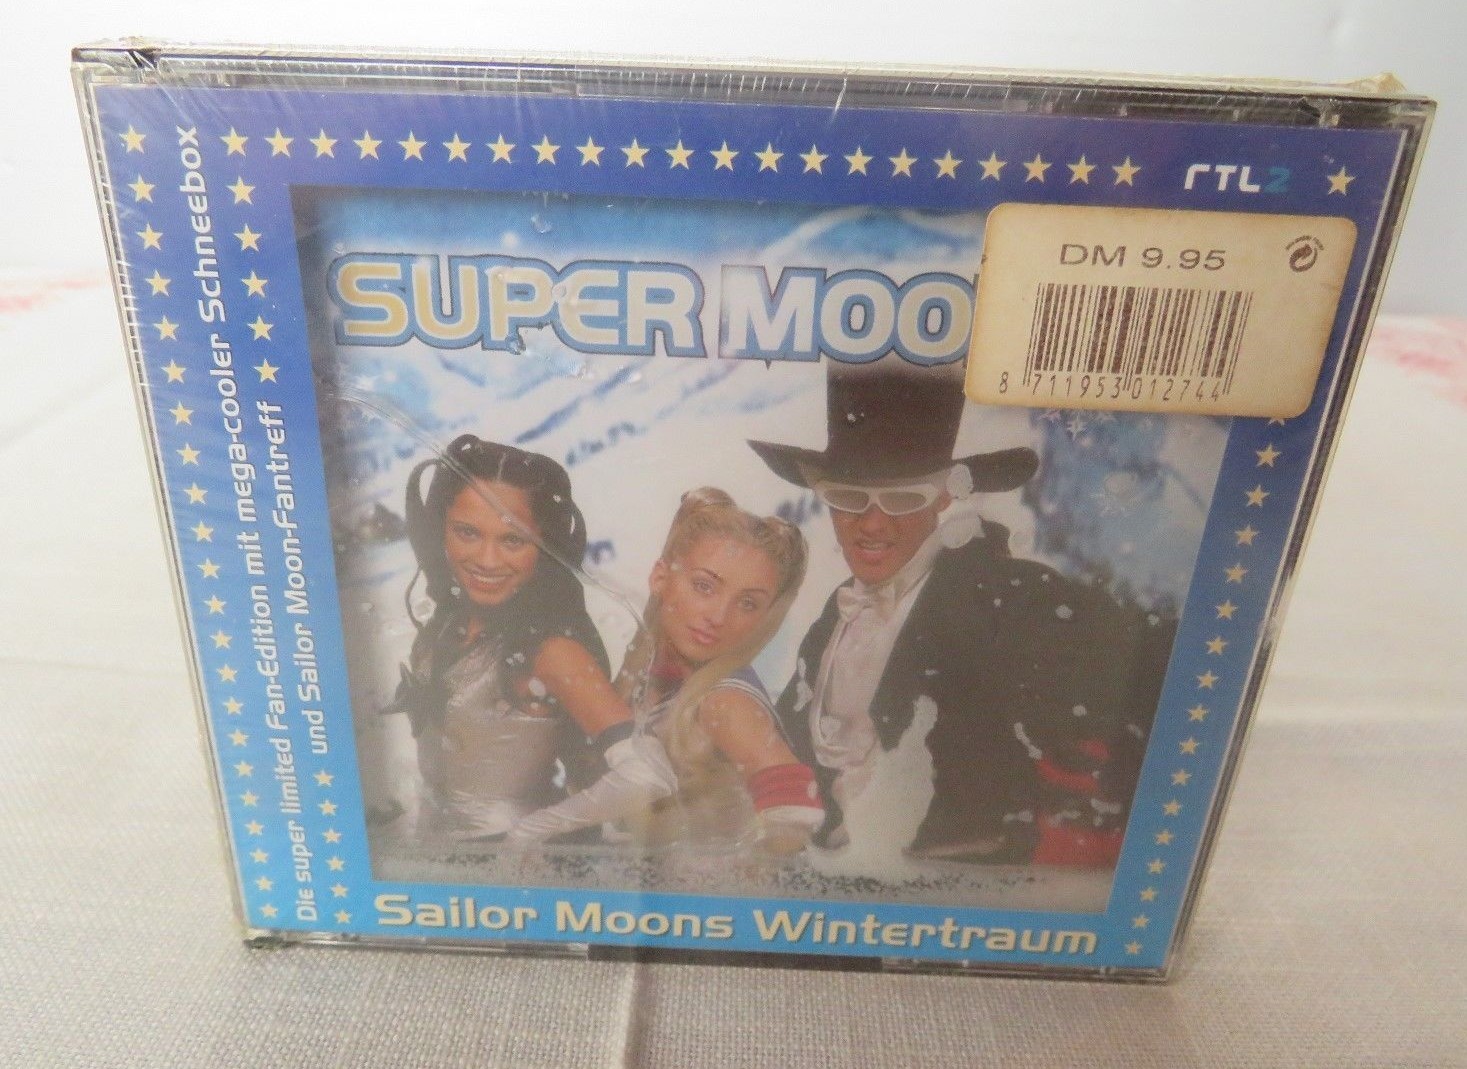 Die super limited Fan-Edition mit mega-cooler Schneebox
und Sailor Moon-Fantreff
RTL2
SUPER MOO
DM 9.95
8 711953 012744
Sailor Moons Wintertraum